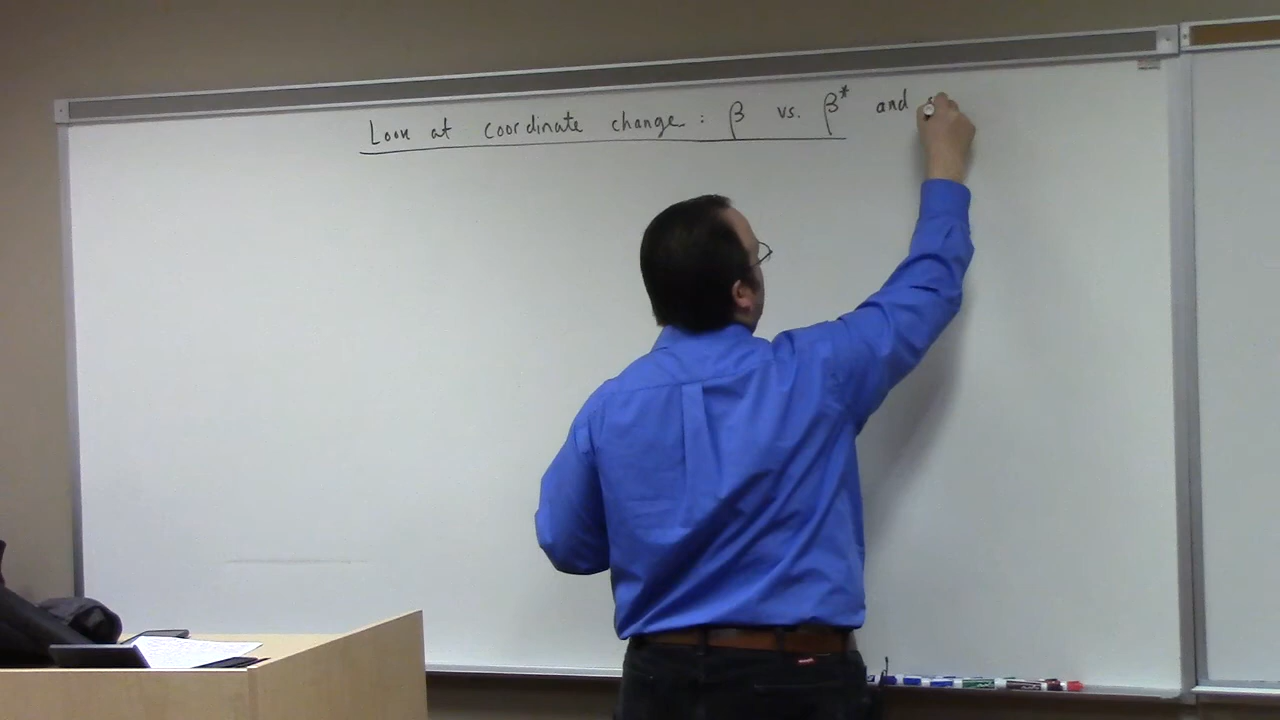 Look at coordinate change : β vs. β* and